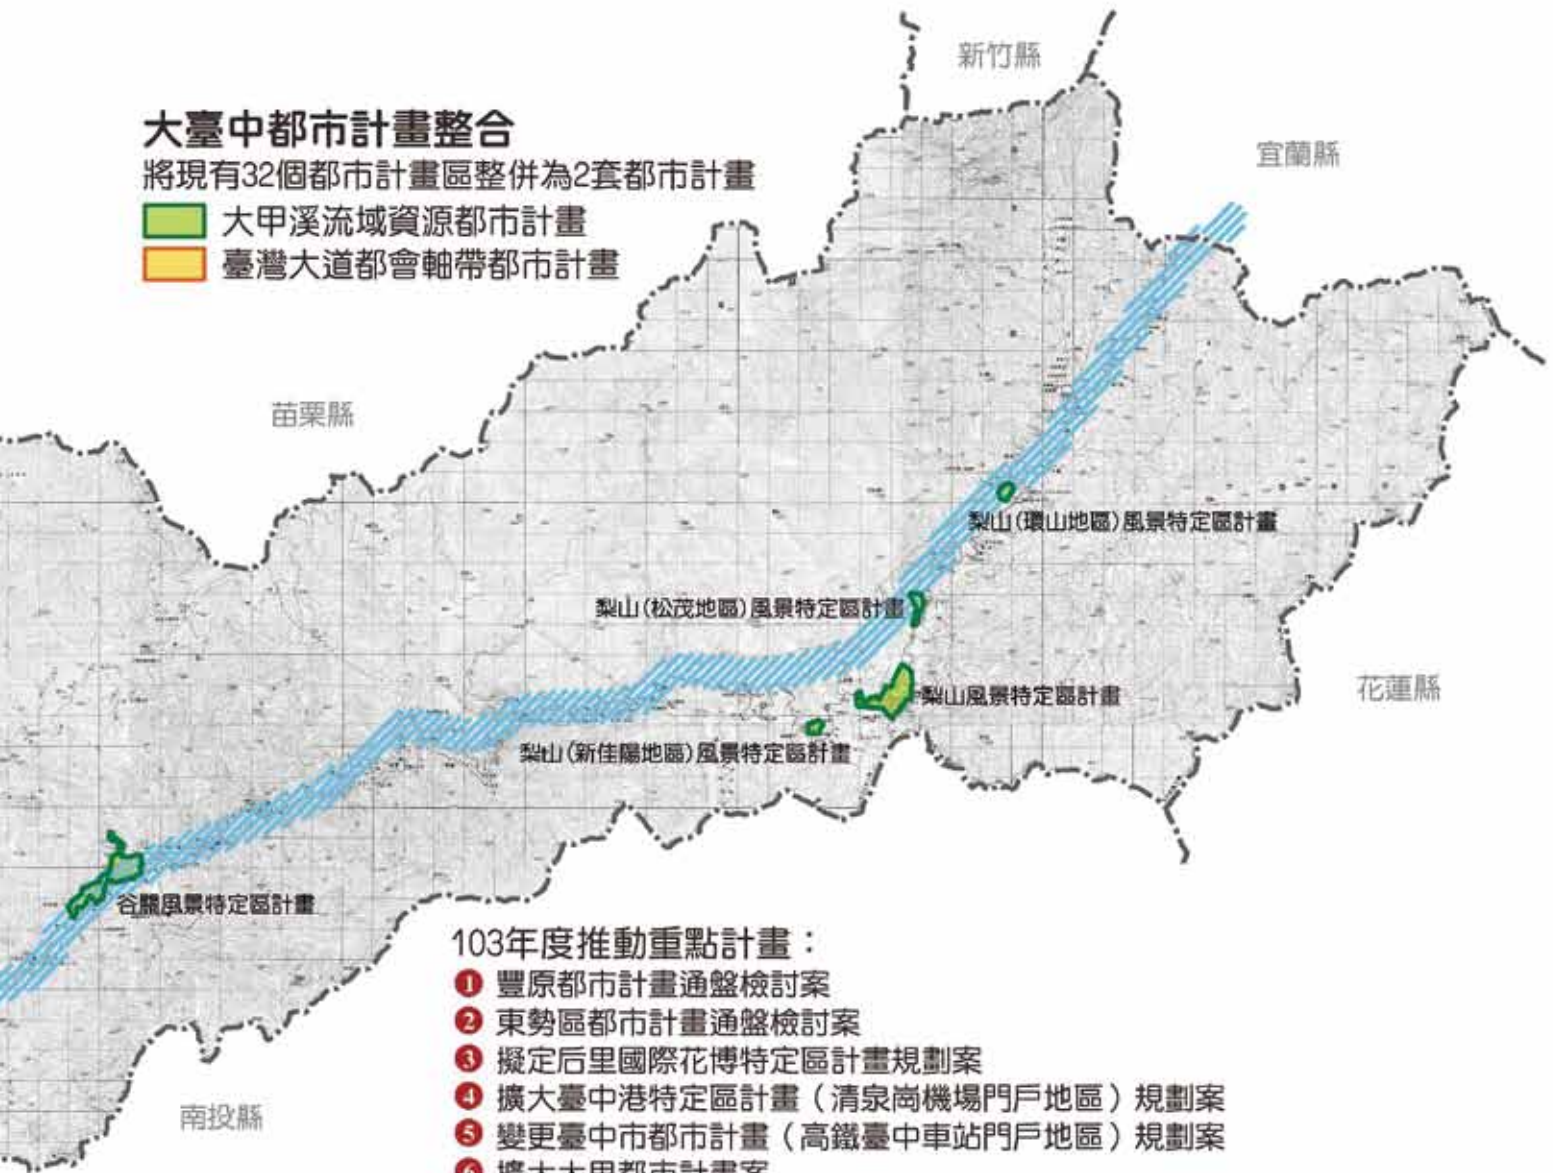 新竹縣
大臺中都市計畫整合
宜蘭縣
將現有32個都市計畫區整併為2套都市計畫
大甲溪流域資源都市計畫
臺灣大道都會軸帶都市計畫
苗栗縣
梨山(環山地區)風景特定區計畫
梨山(松茂地區)風景特定區計畫
花蓮縣
梨山風景特定區計畫
梨山(新佳陽地區)風景特定區計畫
谷關風景特定區計畫
103年度推動重點計畫：
1 豐原都市計畫通盤檢討案
2 東勢區都市計畫通盤檢討案
3 擬定后里國際花博特定區計畫規劃案
4 擴大臺中港特定區計畫（清泉崗機場門戶地區）規劃案
南投縣
5 變更臺中市都市計畫（高鐵臺中車站門戶地區）規劃案
6 擴大大甲都市計畫案